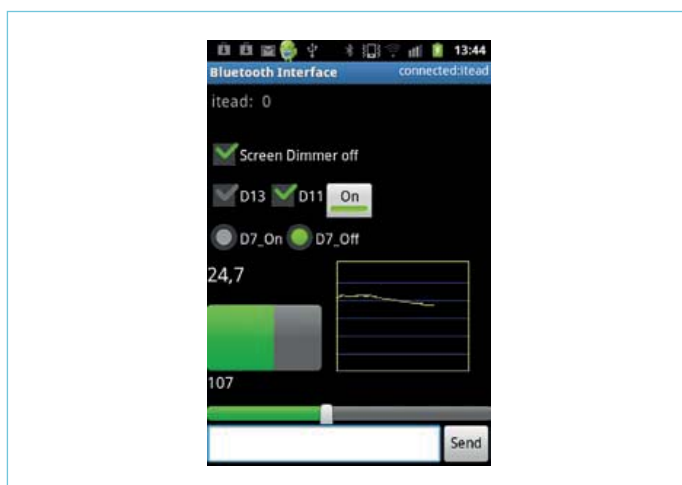 13:44
Bluetooth Interface connected:itead
itead: 0
Screen Dimmer off
D13 D11 On
D7_On D7_Off
24,7
107
Send